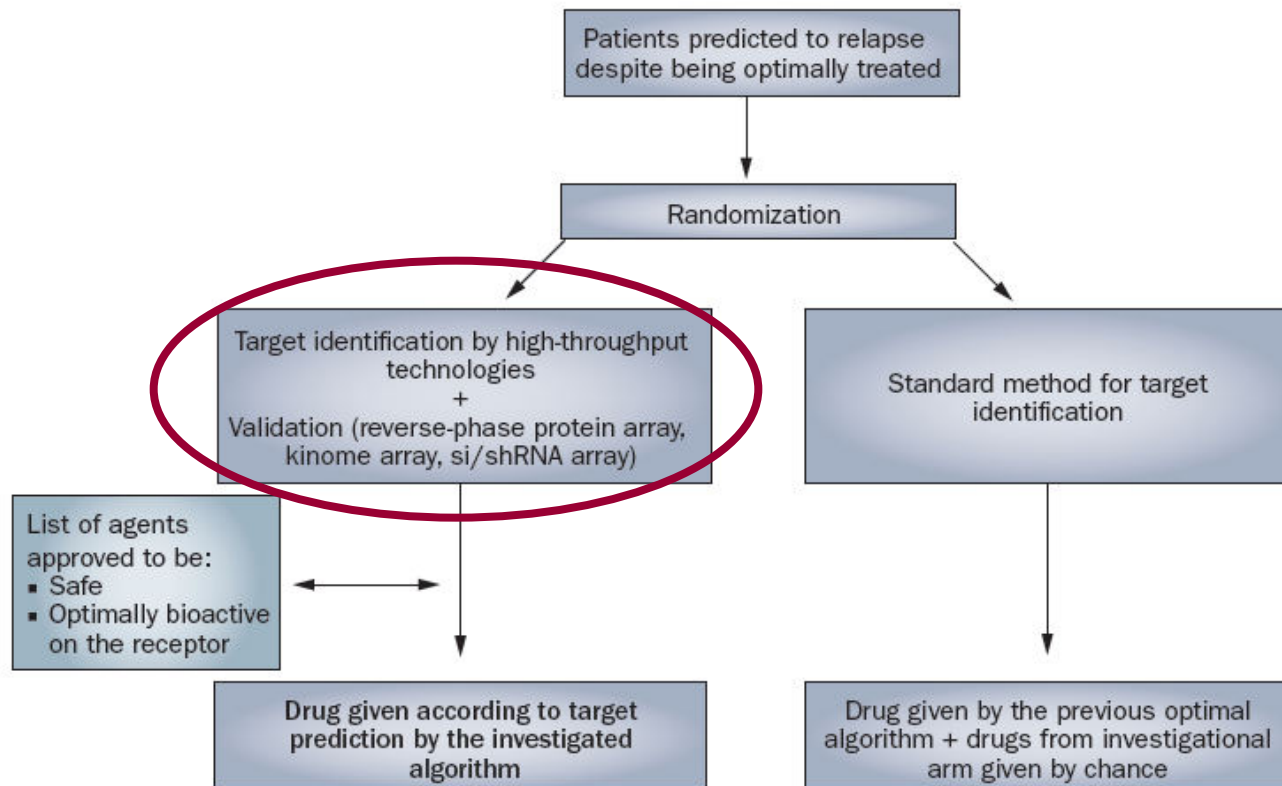 Patients predicted to relapse
despite being optimally treated
Randomization
Target identification by high-throughput
technologies
+
Validation (reverse-phase protein array,
kinome array, si/shRNA array)
Standard method for target
identification
List of agents
approved to be:
▪ Safe
▪ Optimally bioactive
on the receptor
Drug given according to target
prediction by the investigated
algorithm
Drug given by the previous optimal
algorithm + drugs from investigational
arm given by chance